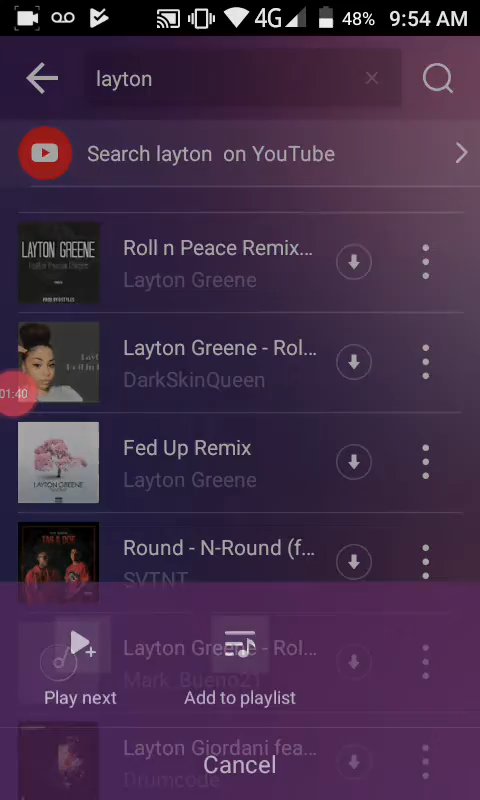 4G 48% 9:54 AM
layton
Search layton on YouTube
LAYTON GREENE
Roll n Peace Remix...
Layton Greene
Layton Greene - Rol...
DarkSkinQueen
01:40
Fed Up Remix
Layton Greene
LAYTON GREENE
Round - N-Round (f...
SVTNT
Layton Greene - Rol...
Mark_Bueno21
Play next
Add to playlist
Layton Giordani fea...
Cancel
Drumcode